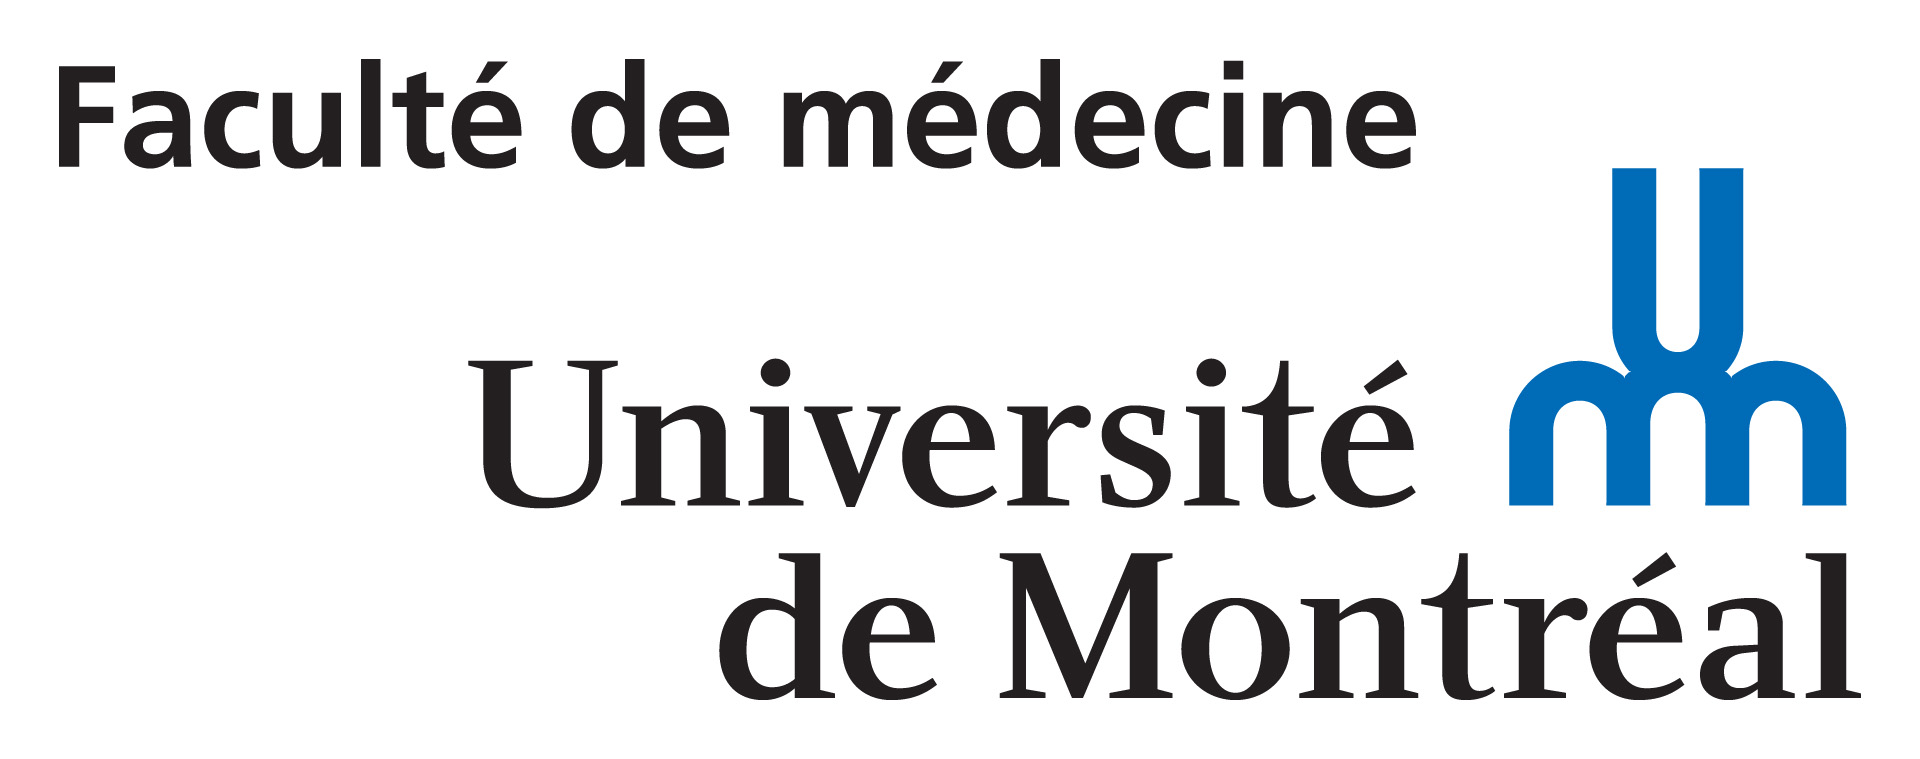 Faculté de médecine
Université
de Montréal